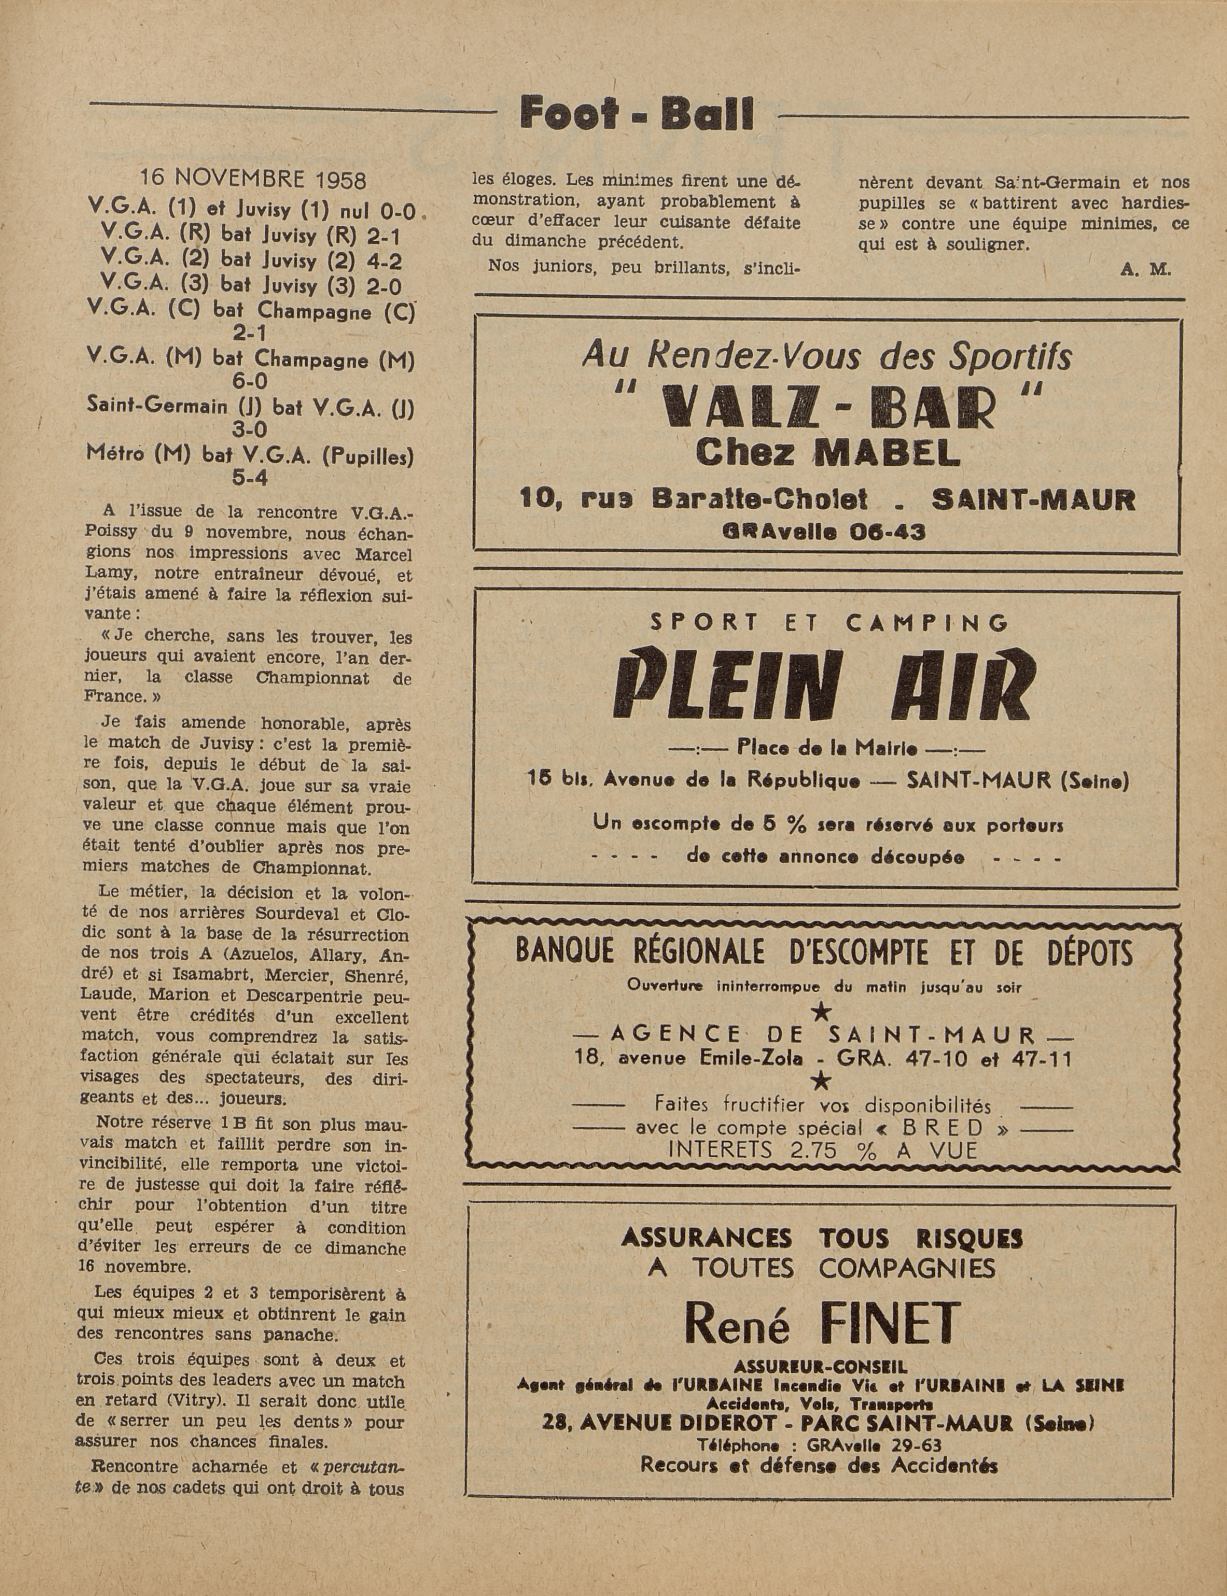 Foot - Ball
16 NOVEMBRE 1958
V.G.A. (1) et Juvisy (1) nul 0-0.
V.G.A. (R) bat Juvisy (R) 2-1
V.G.A. (2) bat Juvisy (2) 4-2
V.G.A. (3) bat Juvisy (3) 2-0
V.G.A. (C) bat Champagne (C)
2-1
V.G.A. (M) bat Champagne (M)
6-0
Saint-Germain (J) bat V.G.A. (J)
3-0
Métro (M) bat V.G.A. (Pupilles)
5-4
A l'issue de la rencontre V.G.A.-
Poissy du 9 novembre, nous échan-
gions nos impressions avec Marcel
Lamy, notre entraîneur dévoué, et
j'étais amené à faire la réflexion sui-
vante :
« Je cherche, sans les trouver, les
joueurs qui avaient encore, l'an der-
nier, la classe Championnat de
France. »
Je fais amende honorable, après
le match de Juvisy : c'est la premiè-
re fois, depuis le début de la sai-
son, que la V.G.A. joue sur sa vraie
valeur et que chaque élément prou-
ve une classe connue mais que l'on
était tenté d'oublier après nos pre-
miers matches de Championnat.
Le métier, la décision et la volon-
té de nos arrières Sourdeval et Clo-
dic sont à la base de la résurrection
de nos trois A (Azuelos, Allary, An-
dré) et si Isamabrt, Mercier, Shenré,
Laude, Marion et Descarpentrie peu-
vent être crédités d'un excellent
match, vous comprendrez la satis-
faction générale qui éclatait sur les
visages des spectateurs, des diri-
geants et des... joueurs.
Notre réserve 1 B fit son plus mau-
vais match et faillit perdre son in-
vincibilité, elle remporta une victoi-
re de justesse qui doit la faire réflé-
chir pour l'obtention d'un titre
qu'elle peut espérer à condition
d'éviter les erreurs de ce dimanche
16 novembre.
Les équipes 2 et 3 temporisèrent à
qui mieux mieux et obtinrent le gain
des rencontres sans panache.
Ces trois équipes sont à deux et
trois points des leaders avec un match
en retard (Vitry). Il serait donc utile
de « serrer un peu les dents » pour
assurer nos chances finales.
Rencontre acharnée et « percutan-
te » de nos cadets qui ont droit à tous
les éloges. Les minimes firent une dé-
monstration, ayant probablement à
cœur d'effacer leur cuisante défaite
du dimanche précédent.
Nos juniors, peu brillants, s'incli-
nèrent devant Saint-Germain et nos
pupilles se « battirent avec hardies-
se » contre une équipe minimes, ce
qui est à souligner.
A. M.
Au Rendez-Vous des Sportifs
" VALZ - BAR "
Chez MABEL
10, rue Baratte-Cholet . SAINT-MAUR
GRAvelle 06-43
SPORT ET CAMPING
PLEIN AIR
—:— Place de la Mairie —:—
15 bis, Avenue de la République — SAINT-MAUR (Seine)
Un escompte de 5 % sera réservé aux porteurs
- - - - de cette annonce découpée - - - -
BANQUE RÉGIONALE D'ESCOMPTE ET DE DÉPOTS
Ouverture ininterrompue du matin jusqu'au soir
★
— AGENCE DE SAINT-MAUR —
18, avenue Emile-Zola - GRA. 47-10 et 47-11
★
—— Faites fructifier vos disponibilités ——
—— avec le compte spécial « BRED » ——
INTERETS 2.75 % A VUE
ASSURANCES TOUS RISQUES
A TOUTES COMPAGNIES
René FINET
ASSUREUR-CONSEIL
Agent général de l'URBAINE Incendie Vie et l'URBAINE et LA SEINE
Accidents, Vols, Transports
28, AVENUE DIDEROT - PARC SAINT-MAUR (Seine)
Téléphone : GRAvelle 29-63
Recours et défense des Accidentés